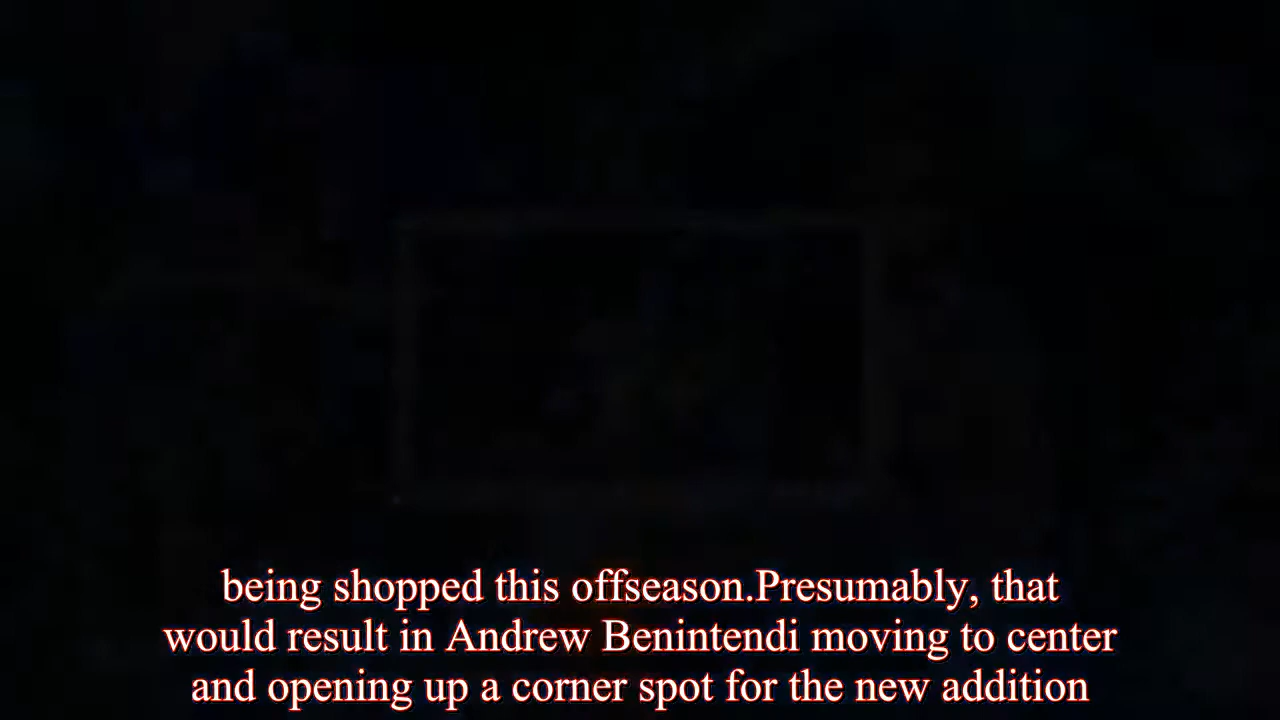 being shopped this offseason.Presumably, that
would result in Andrew Benintendi moving to center
and opening up a corner spot for the new addition